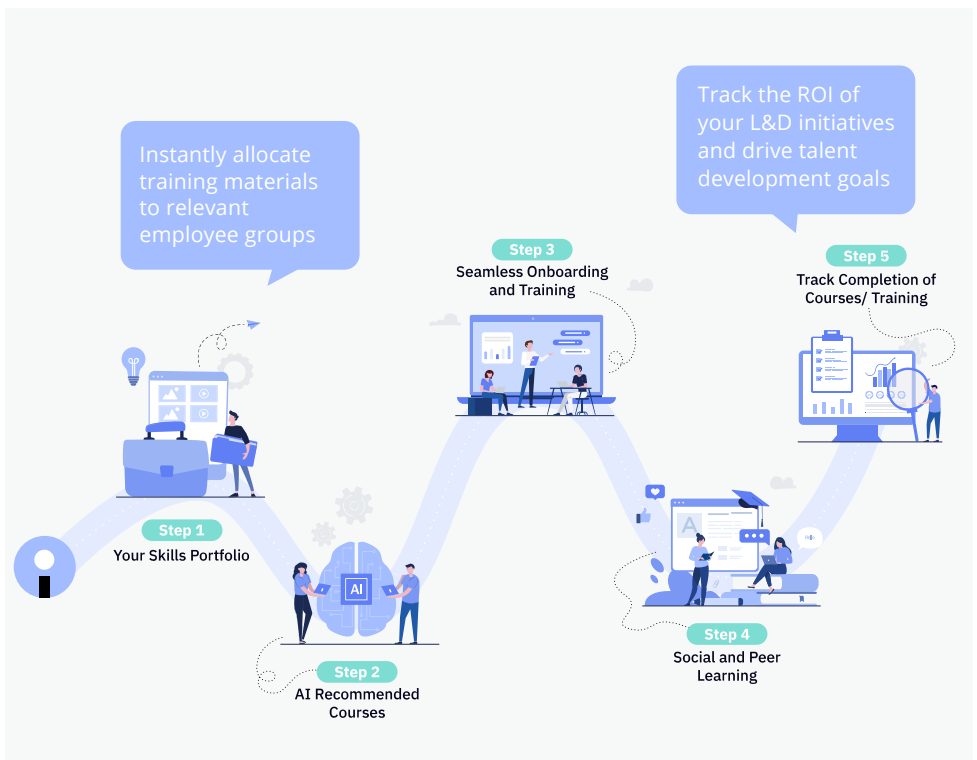 Instantly allocate
training materials
to relevant
employee groups
Track the ROI of
your L&D initiatives
and drive talent
development goals
Step 1
Your Skills Portfolio
AI
Step 2
AI Recommended
Courses
Step 3
Seamless Onboarding
and Training
A
Step 4
Social and Peer
Learning
Step 5
Track Completion of
Courses/ Training